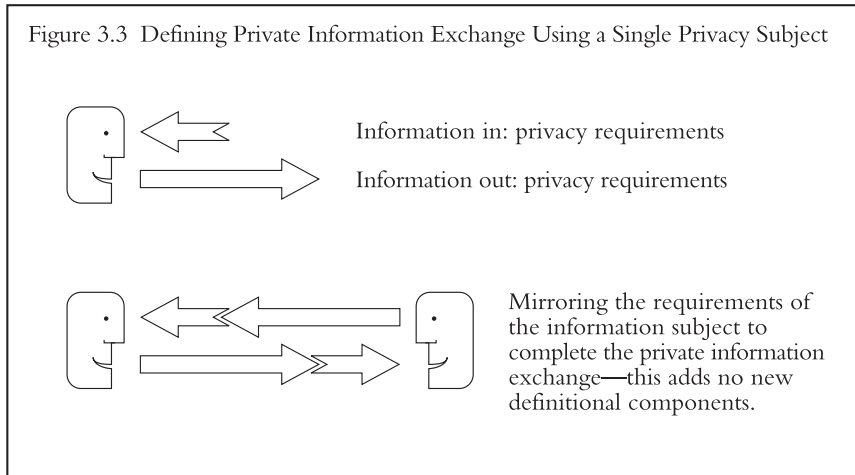 Figure 3.3 Defining Private Information Exchange Using a Single Privacy Subject
Information in: privacy requirements
Information out: privacy requirements
Mirroring the requirements of
the information subject to
complete the private information
exchange—this adds no new
definitional components.